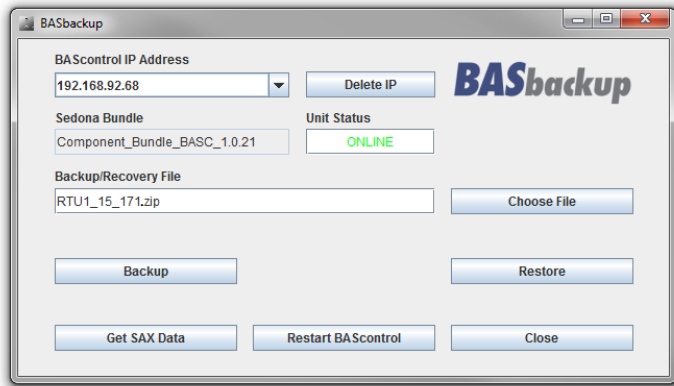 BASbackup
BAScontrol IP Address
192.168.92.68
Delete IP
BASbackup
Sedona Bundle
Unit Status
Component_Bundle_BASC_1.0.21
ONLINE
Backup/Recovery File
RTU1_15_171.zip
Choose File
Backup
Restore
Get SAX Data
Restart BAScontrol
Close